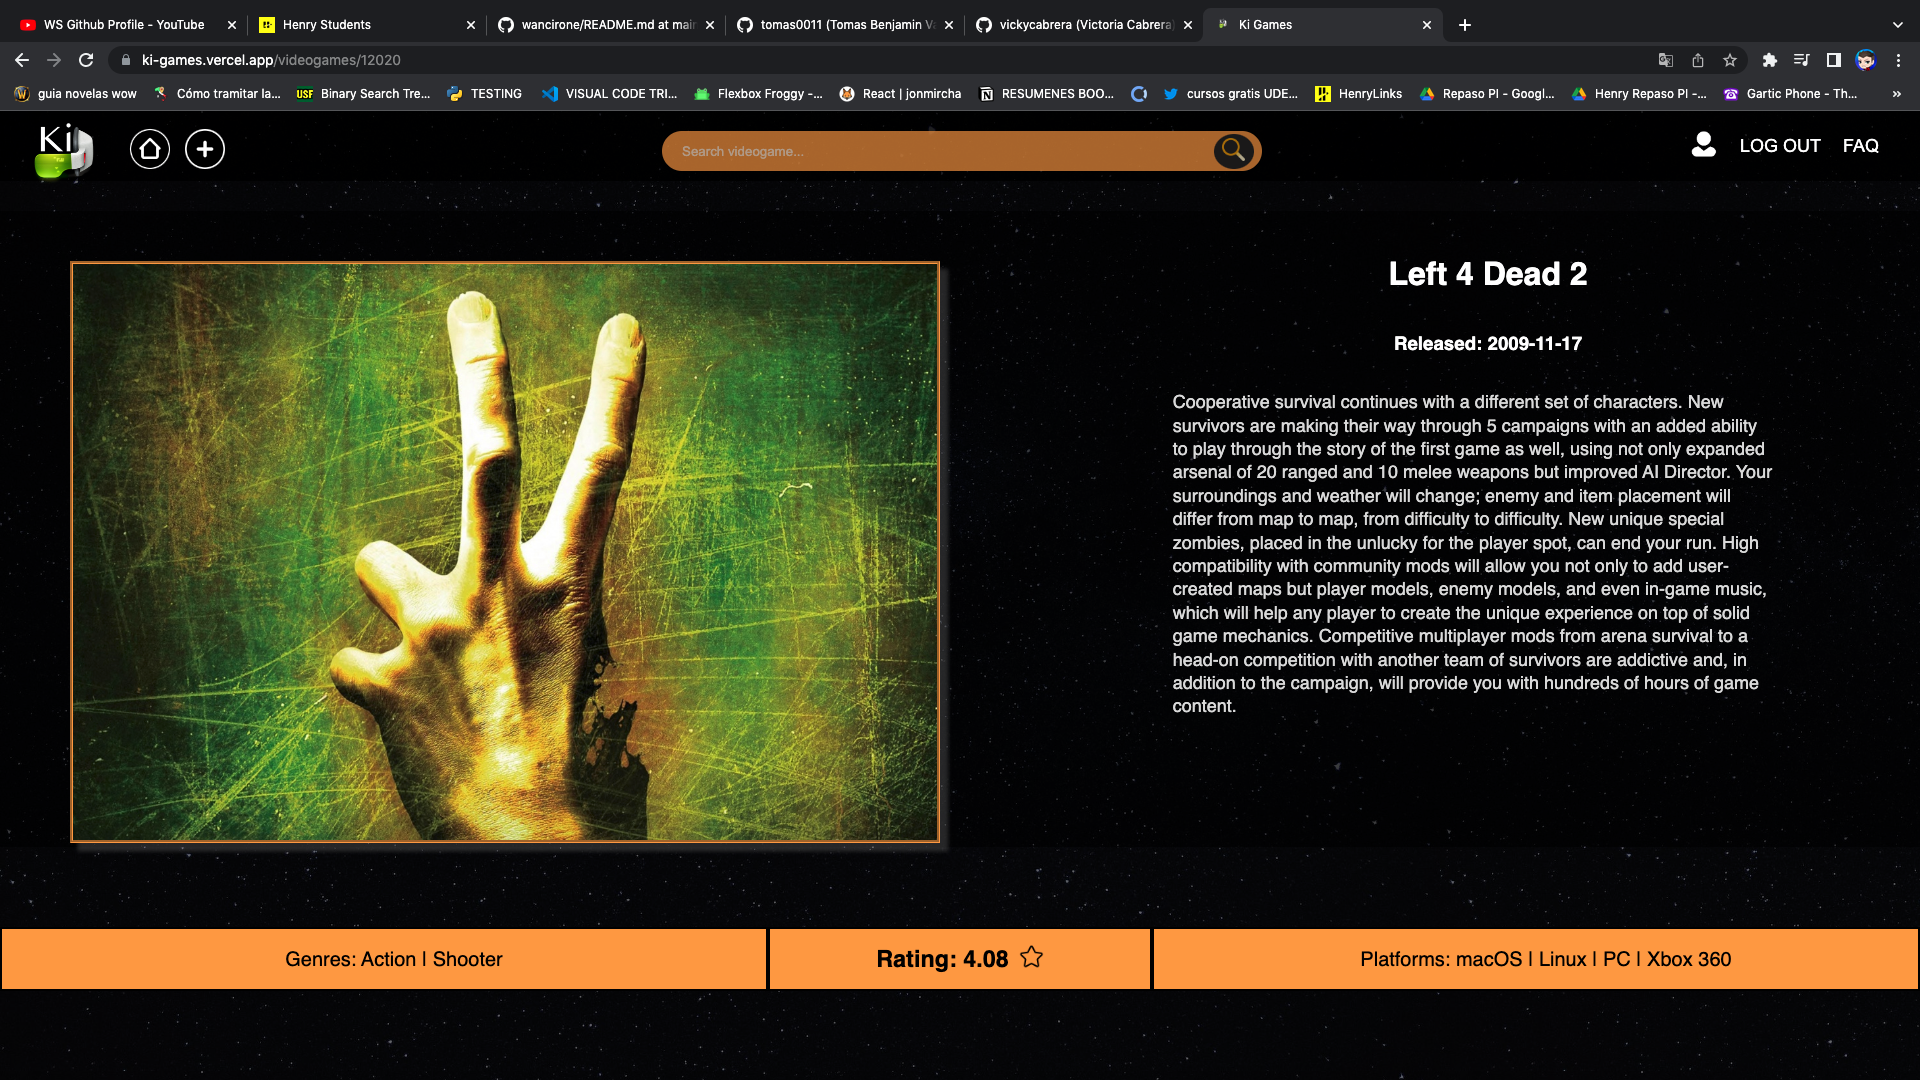 WS Github Profile - YouTube
Henry Students
wancirone/README.md at mair
tomas0011 (Tomas Benjamin V
vickycabrera (Victoria Cabrera
Ki Games
ki-games.vercel.app/videogames/12020
guia novelas wow
Cómo tramitar la...
USF
Binary Search Tre...
TESTING
VISUAL CODE TRI...
Flexbox Froggy -...
React | jonmircha
RESUMENES BOO...
cursos gratis UDE...
HenryLinks
Repaso PI - Googl...
Henry Repaso PI -...
Gartic Phone - Th...
»
Ki
Search videogame...
LOG OUT
FAQ
Left 4 Dead 2
Released: 2009-11-17
Cooperative survival continues with a different set of characters. New
survivors are making their way through 5 campaigns with an added ability
to play through the story of the first game as well, using not only expanded
arsenal of 20 ranged and 10 melee weapons but improved AI Director. Your
surroundings and weather will change; enemy and item placement will
differ from map to map, from difficulty to difficulty. New unique special
zombies, placed in the unlucky for the player spot, can end your run. High
compatibility with community mods will allow you not only to add user-
created maps but player models, enemy models, and even in-game music,
which will help any player to create the unique experience on top of solid
game mechanics. Competitive multiplayer mods from arena survival to a
head-on competition with another team of survivors are addictive and, in
addition to the campaign, will provide you with hundreds of hours of game
content.
Genres: Action | Shooter
Rating: 4.08
Platforms: macOS | Linux | PC | Xbox 360